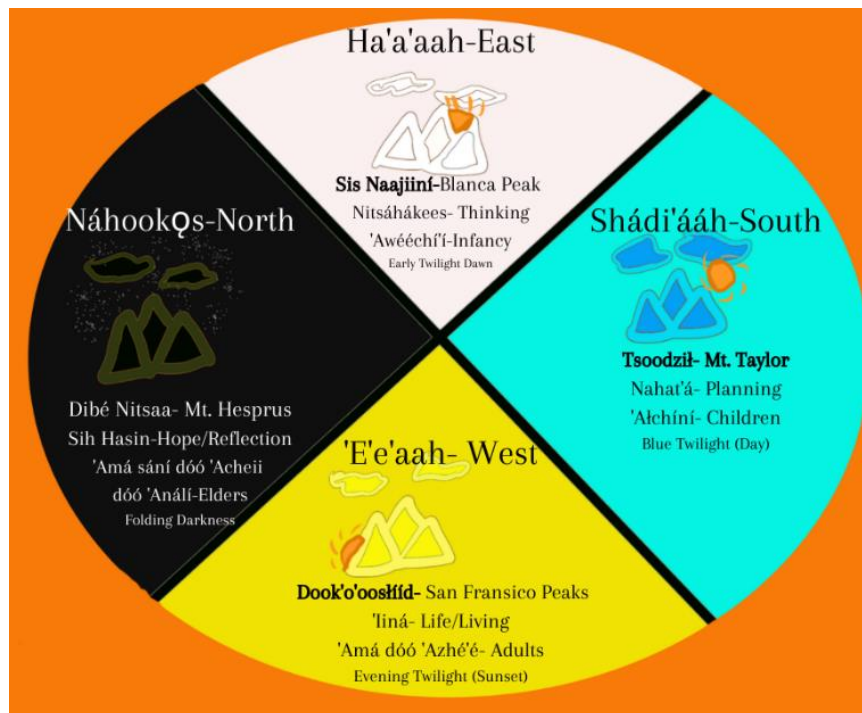 Ha'a'aah-East
Sis Naajiiní-Blanca Peak
Nitsáhákees- Thinking
'Awééchí'í-Infancy
Early Twilight Dawn
Shádi'ááh-South
Tsoodził- Mt. Taylor
Nahat'á- Planning
'Ałchíní- Children
Blue Twilight (Day)
'E'e'aah- West
Dook'o'oosłííd- San Fransico Peaks
'Iiná- Life/Living
'Amá dóó 'Azhé'é- Adults
Evening Twilight (Sunset)
Náhookǫs-North
Dibé Nitsaa- Mt. Hesprus
Sih Hasin-Hope/Reflection
'Amá sání dóó 'Acheii
dóó 'Análí-Elders
Folding Darkness